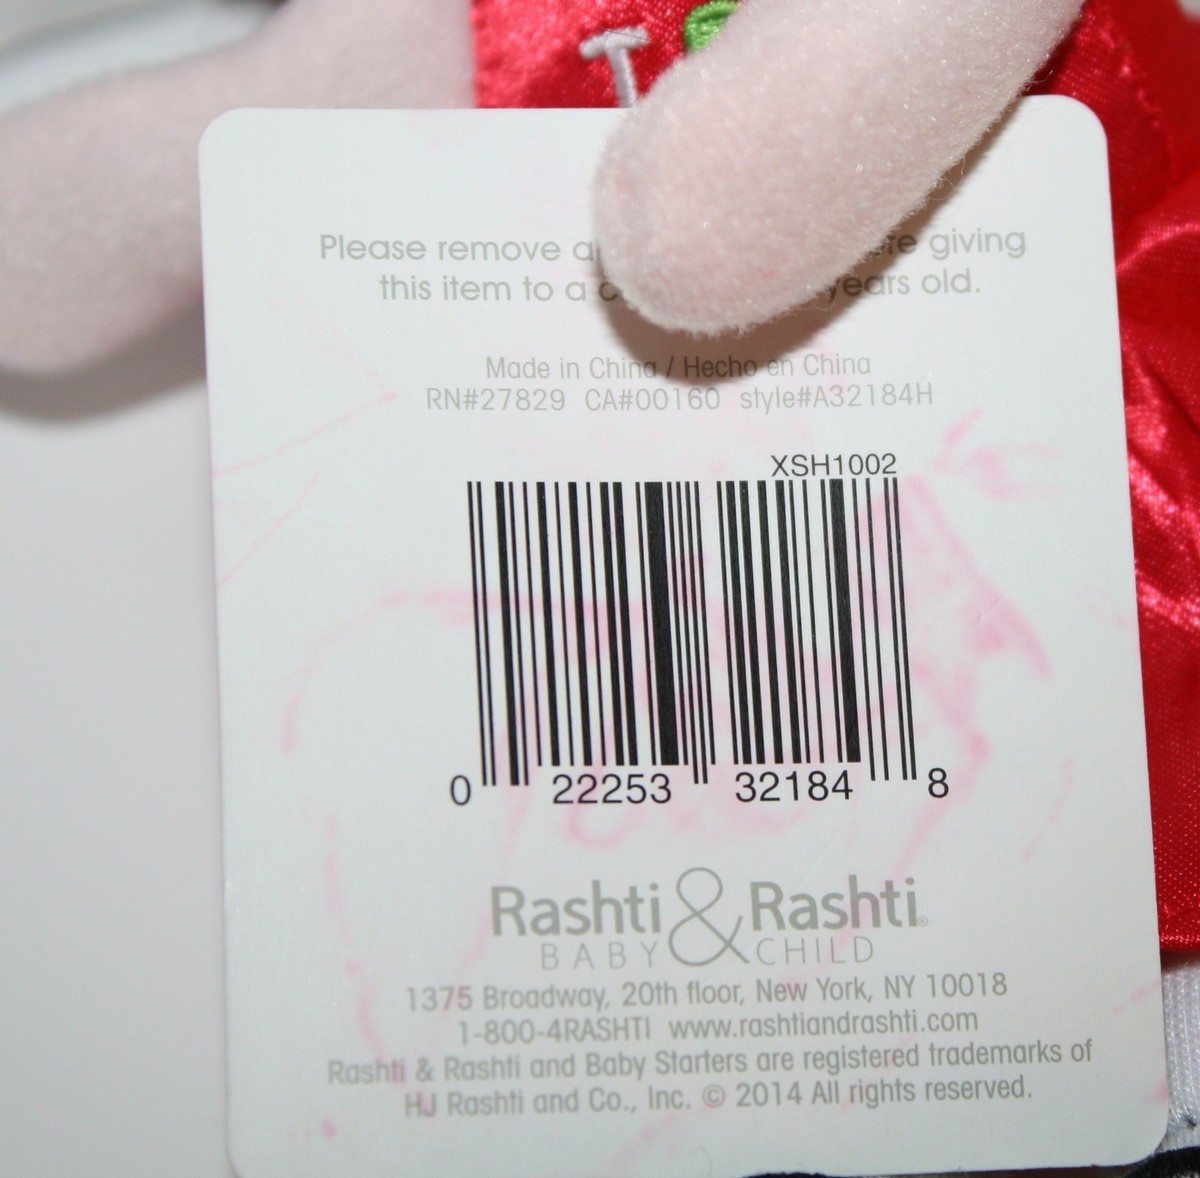 T
Please remove a re giving
this item to a c years old.
Made in China / Hecho en China
RN#27829 CA#00160 style#A32184H
XSH1002
0 22253 32184 8
Rashti & Rashti®
BABY CHILD
1375 Broadway, 20th floor, New York, NY 10018
1-800-4RASHTI www.rashtiandrashti.com
Rashti & Rashti and Baby Starters are registered trademarks of
HJ Rashti and Co., Inc. © 2014 All rights reserved.